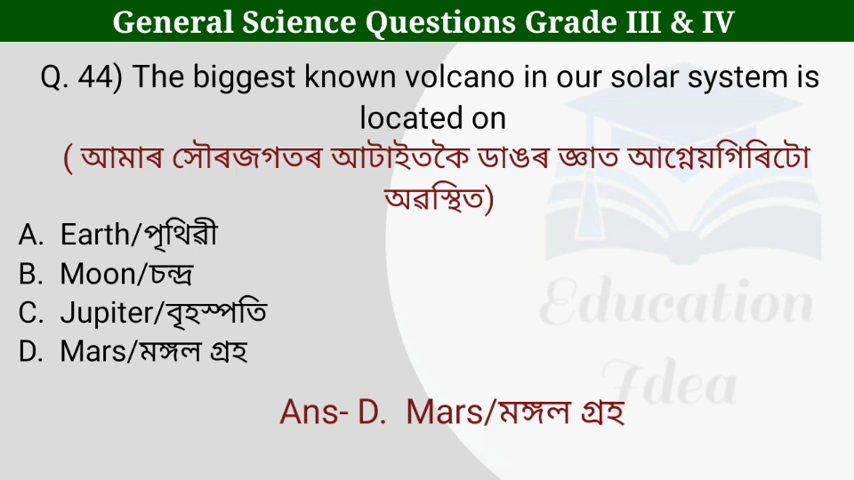 General Science Questions Grade III & IV
Q. 44) The biggest known volcano in our solar system is
located on
( আমাৰ সৌৰজগতৰ আটাইতকৈ ডাঙৰ জ্ঞাত আগ্নেয়গিৰিটো
অৱস্থিত)
A. Earth/পৃথিৱী
B. Moon/চন্দ্ৰ
C. Jupiter/বৃহস্পতি
D. Mars/মঙ্গল গ্ৰহ
Education
Idea
Ans- D. Mars/মঙ্গল গ্ৰহ